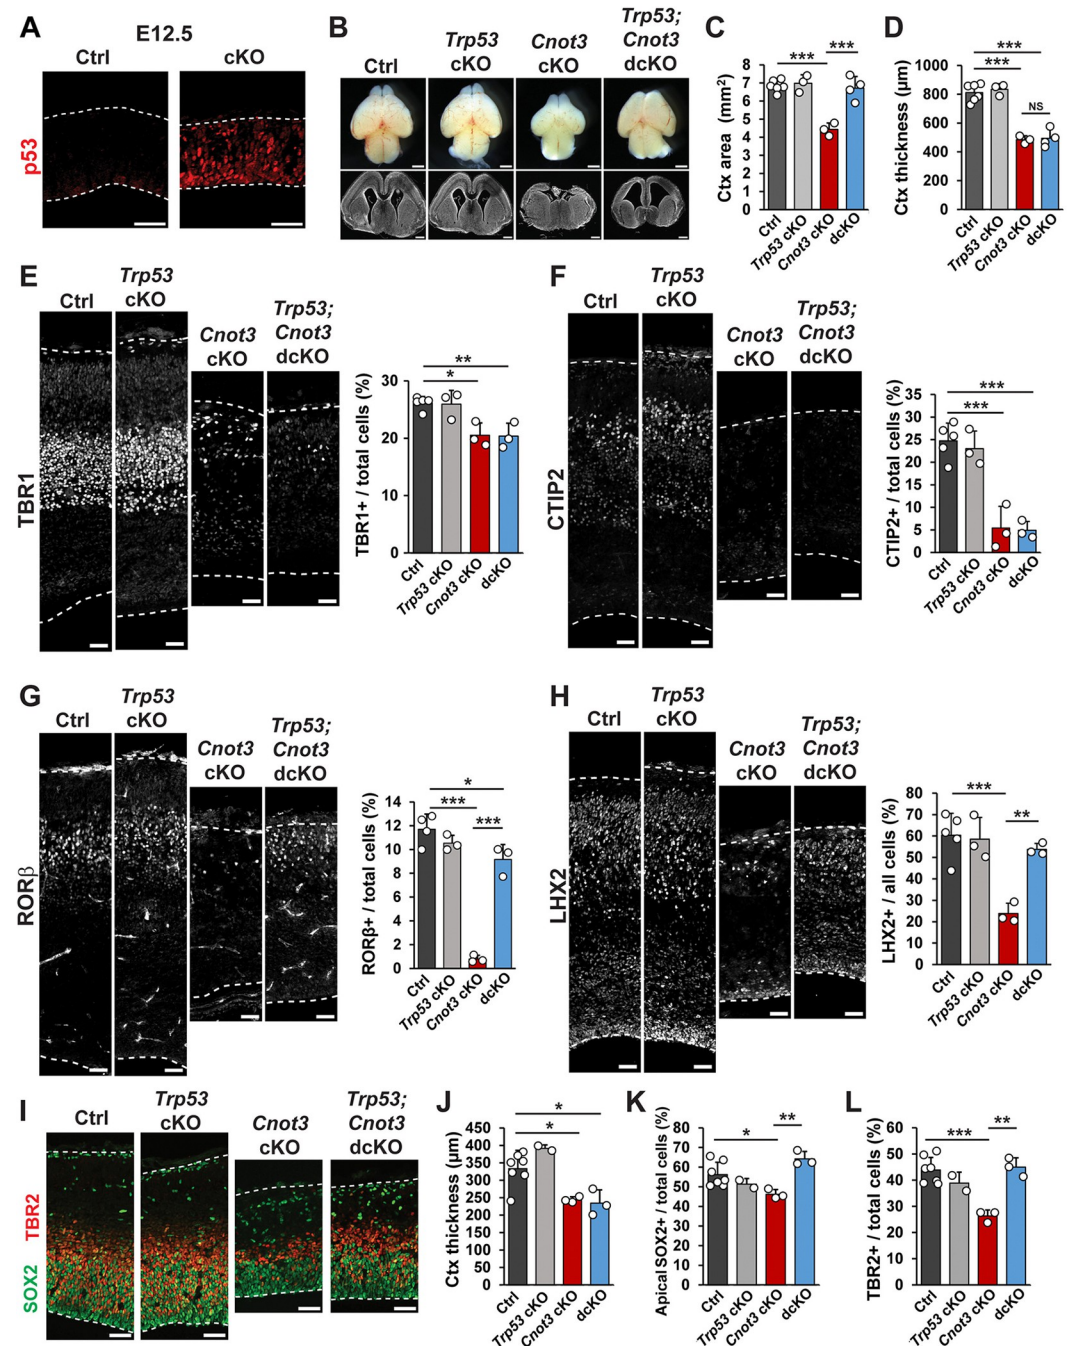 A
E12.5
Ctrl
cKO
p53
B
Ctrl
Trp53
cKO
Cnot3
cKO
Trp53;
Cnot3
dcKO
C
Ctx area (mm²)
8
7
6
5
4
3
2
1
0
***
***
Ctrl
Trp53 cKO
Cnot3 cKO
dcKO
D
Ctx thickness (µm)
1000
800
600
400
200
0
***
***
NS
Ctrl
Trp53 cKO
Cnot3 cKO
dcKO
E
Ctrl
Trp53
cKO
Cnot3
cKO
Trp53;
Cnot3
dcKO
TBR1
TBR1+ / total cells (%)
30
20
10
0
**
*
Ctrl
Trp53 cKO
Cnot3 cKO
dcKO
F
Ctrl
Trp53
cKO
Cnot3
cKO
Trp53;
Cnot3
dcKO
CTIP2
CTIP2+ / total cells (%)
35
30
25
20
15
10
5
0
***
***
Ctrl
Trp53 cKO
Cnot3 cKO
dcKO
G
Ctrl
Trp53
cKO
Cnot3
cKO
Trp53;
Cnot3
dcKO
RORβ
RORβ+ / total cells (%)
14
12
10
8
6
4
2
0
*
***
***
Ctrl
Trp53 cKO
Cnot3 cKO
dcKO
H
Ctrl
Trp53
cKO
Cnot3
cKO
Trp53;
Cnot3
dcKO
LHX2
LHX2+ / all cells (%)
80
70
60
50
40
30
20
10
0
***
**
Ctrl
Trp53 cKO
Cnot3 cKO
dcKO
I
Ctrl
Trp53
cKO
Cnot3
cKO
Trp53;
Cnot3
dcKO
SOX2 TBR2
J
Ctx thickness (µm)
450
400
350
300
250
200
150
100
50
0
*
*
Ctrl
Trp53 cKO
Cnot3 cKO
dcKO
K
Apical SOX2+ / total cells (%)
80
70
60
50
40
30
20
10
0
*
**
Ctrl
Trp53 cKO
Cnot3 cKO
dcKO
L
TBR2+ / total cells (%)
60
50
40
30
20
10
0
***
**
Ctrl
Trp53 cKO
Cnot3 cKO
dcKO